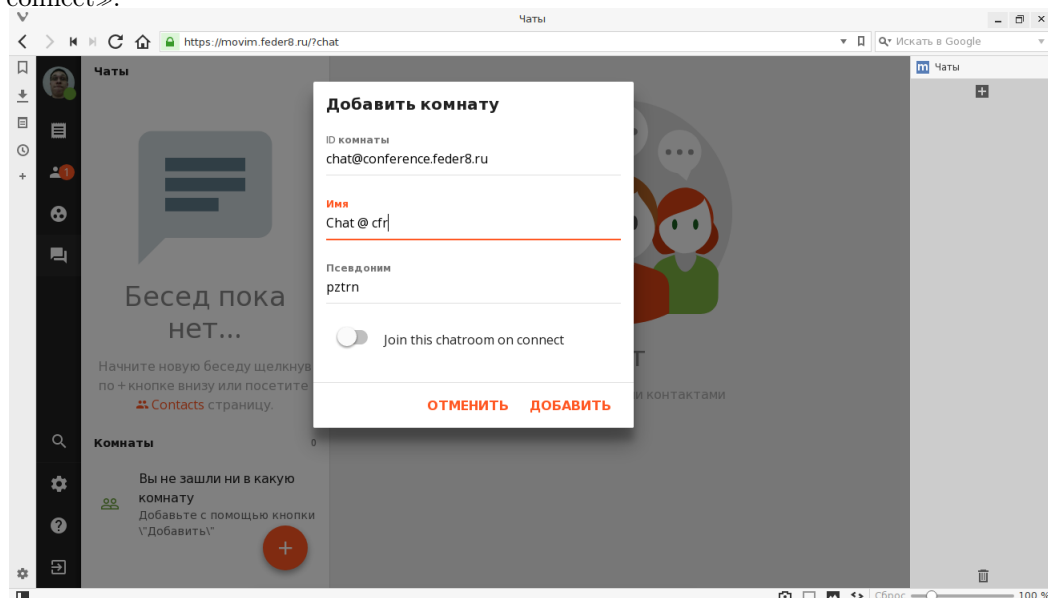 connect≫.
Чаты
https://movim.feder8.ru/?chat
Искать в Google
Чаты
m Чаты
Добавить комнату
ID комнаты
chat@conference.feder8.ru
1
Имя
Chat @ cfr
Псевдоним
pztrn
Бесед пока
нет...
Join this chatroom on connect
Начните новую беседу щелкнув
по + кнопке внизу или посетите
Contacts страницу.
и контактами
ОТМЕНИТЬ ДОБАВИТЬ
Комнаты
0
Вы не зашли ни в какую
комнату
Добавьте с помощью кнопки
\"Добавить\"
Сброс
100 %